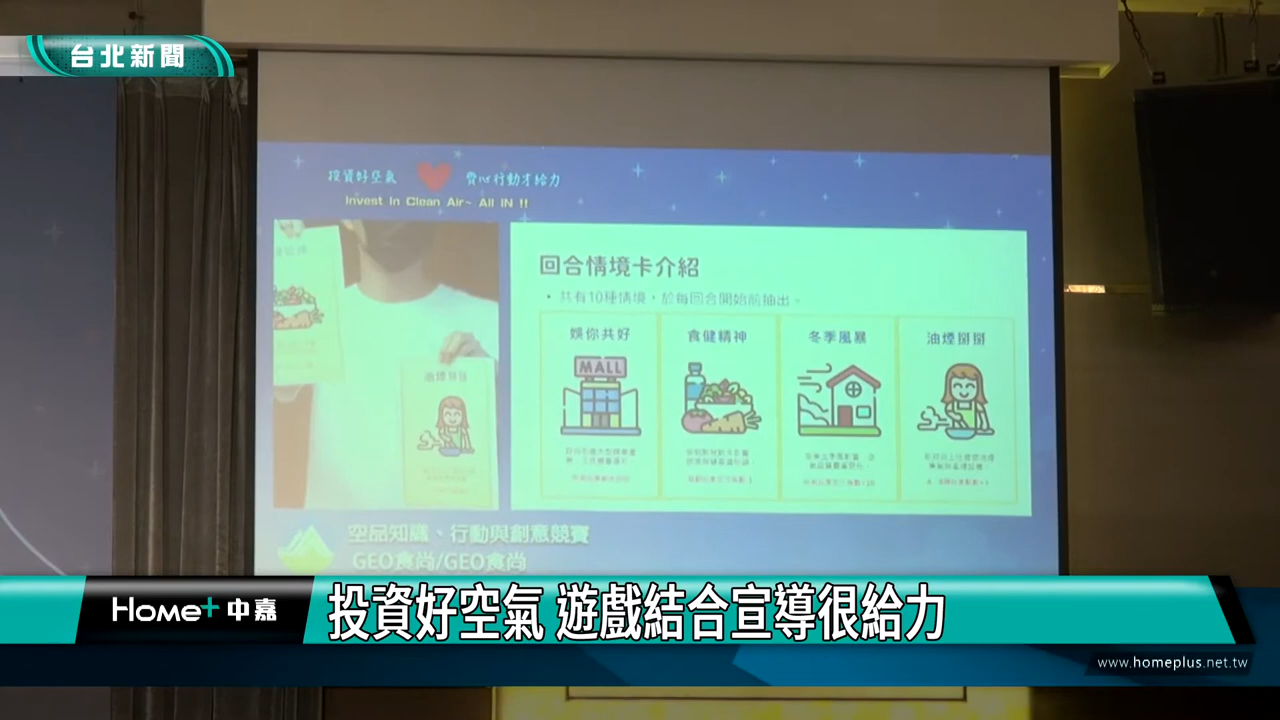 台北新聞
投資好空氣 費心行動才給力
Invest In Clean Air~ All IN !!
回合情境卡介紹
• 共有10種情境，於每回合開始前抽出。
娛你共好
食健精神
冬季風暴
油煙掰掰
MALL
油煙掰掰
空品知識、行動與創意競賽
GEO食尚/GEO食尚
Home+ 中嘉
投資好空氣 遊戲結合宣導很給力
www.homeplus.net.tw